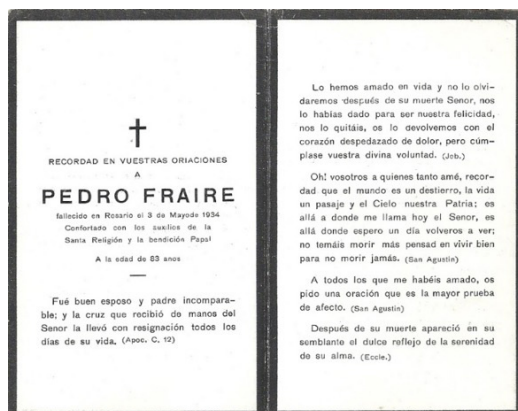 RECORDAD EN VUESTRAS ORIACIONES
A
PEDRO FRAIRE
fallecido en Rosario el 3 de Mayode 1934
Confortado con los auxilios de la
Santa Religión y la bendición Papal
A la edad de 83 anos
Fué buen esposo y padre incompara-
ble; y la cruz que recibió de manos del
Senor la llevó con resignación todos los
días de su vida. (Apoc. C. 12)
Lo hemos amado en vida y no lo olvi-
daremos después de su muerte Senor, nos
lo habias dado para ser nuestra felicidad,
nos lo quitáis, os lo devolvemos con el
corazón despedazado de dolor, pero cúm-
plase vuestra divina voluntad. (Job.)
Oh! vosotros a quienes tanto amé, recor-
dad que el mundo es un destierro, la vida
un pasaje y el Cielo nuestra Patria; es
allá a donde me llama hoy el Senor, es
allá donde espero un dia volveros a ver;
no temáis morir más pensad en vivir bien
para no morir jamás. (San Agustin)
A todos los que me habéis amado, os
pido una oración que es la mayor prueba
de afecto. (San Agustin)
Después de su muerte apareció en su
semblante el dulce reflejo de la serenidad
de su alma. (Eccle.)